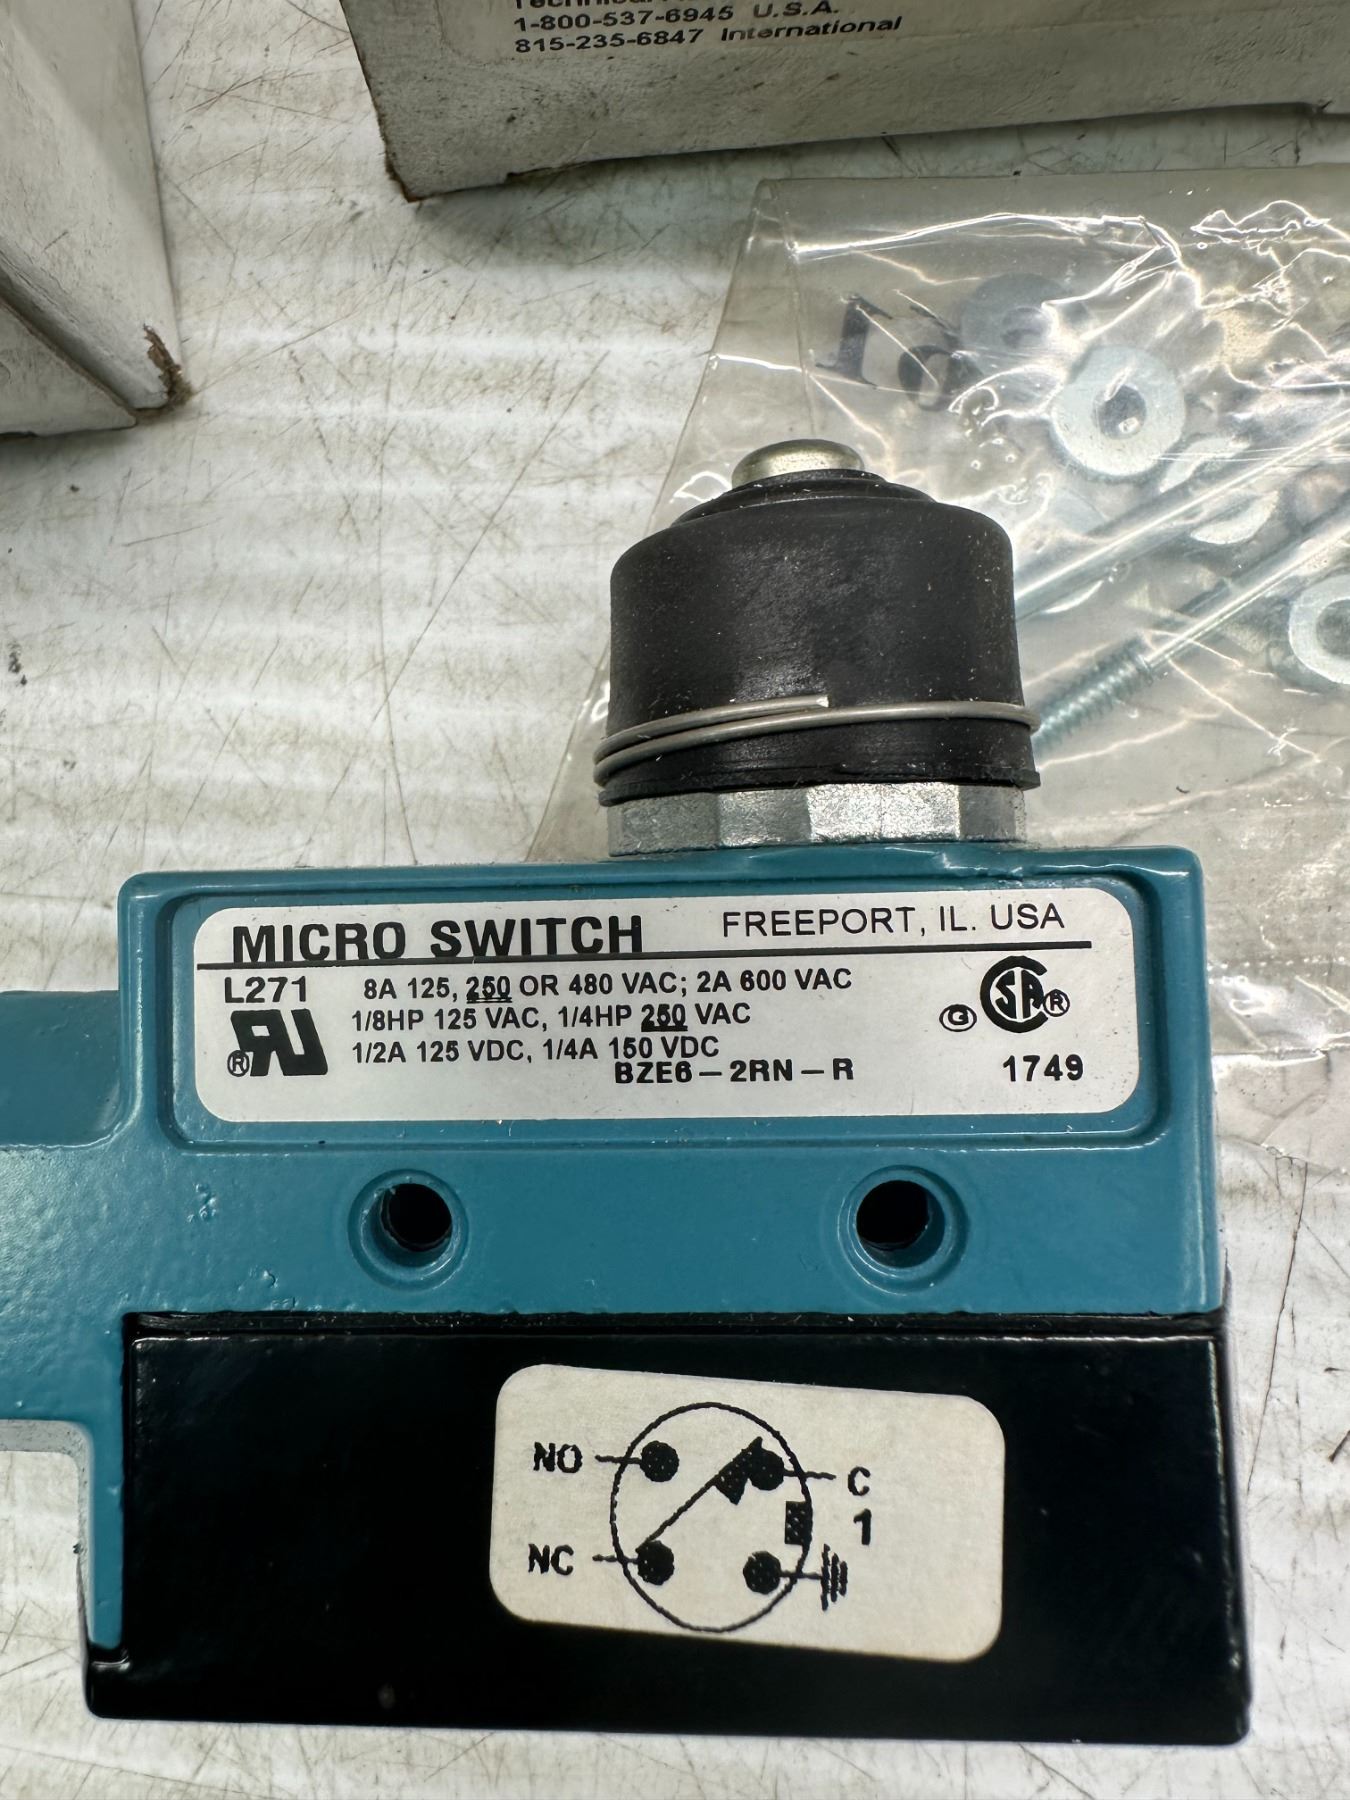 1-800-537-6945 U.S.A.
815-235-6847 International
MICRO SWITCH FREEPORT, IL. USA
L271 8A 125, 250 OR 480 VAC; 2A 600 VAC
1/8HP 125 VAC, 1/4HP 250 VAC
1/2A 125 VDC, 1/4A 150 VDC
BZE6-2RN-R 1749
NO C
1
NC